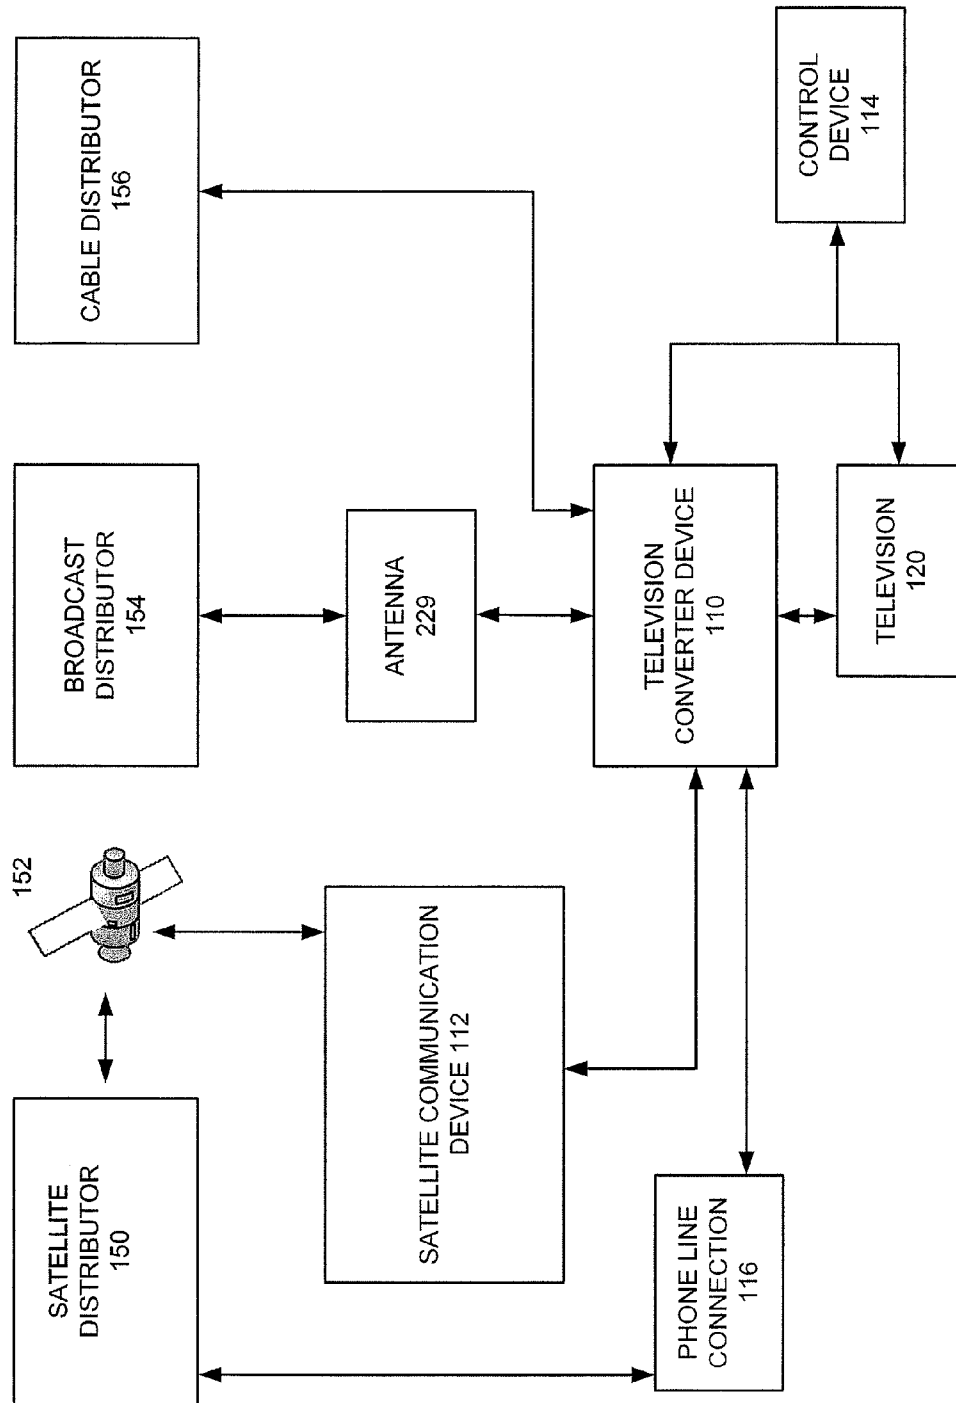 SATELLITE
DISTRIBUTOR
150
152
BROADCAST
DISTRIBUTOR
154
CABLE DISTRIBUTOR
156
SATELLITE COMMUNICATION
DEVICE 112
ANTENNA
229
PHONE LINE
CONNECTION
116
TELEVISION
CONVERTER DEVICE
110
CONTROL
DEVICE
114
TELEVISION
120